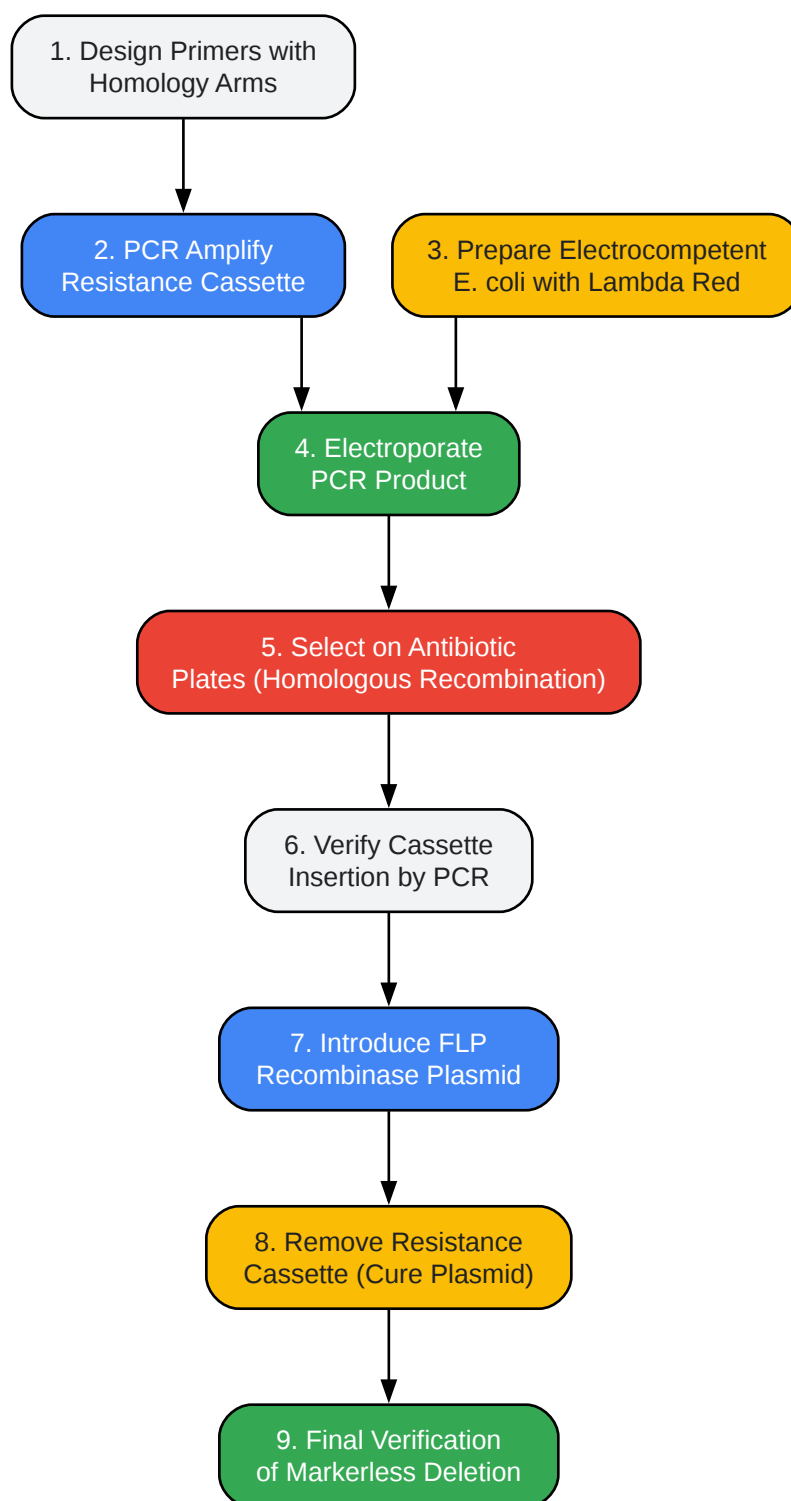 1. Design Primers with
Homology Arms
2. PCR Amplify
Resistance Cassette
3. Prepare Electrocompetent
E. coli with Lambda Red
4. Electroporate
PCR Product
5. Select on Antibiotic
Plates (Homologous Recombination)
6. Verify Cassette
Insertion by PCR
7. Introduce FLP
Recombinase Plasmid
8. Remove Resistance
Cassette (Cure Plasmid)
9. Final Verification
of Markerless Deletion